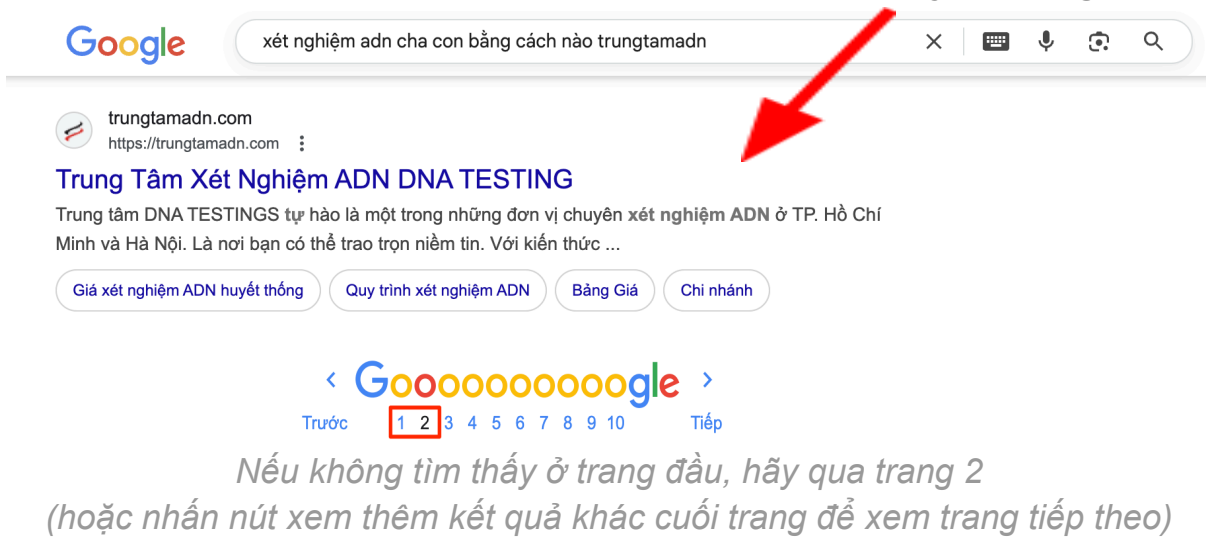 Google
xét nghiệm adn cha con bằng cách nào trungtamadn
trungtamadn.com
https://trungtamadn.com
Trung Tâm Xét Nghiệm ADN DNA TESTING
Trung tâm DNA TESTINGS tự hào là một trong những đơn vị chuyên xét nghiệm ADN ở TP. Hồ Chí
Minh và Hà Nội. Là nơi bạn có thể trao trọn niềm tin. Với kiến thức ...
Giá xét nghiệm ADN huyết thống Quy trình xét nghiệm ADN Bảng Giá Chi nhánh
Goooooooooogle
Trước 1 2 3 4 5 6 7 8 9 10 Tiếp
Nếu không tìm thấy ở trang đầu, hãy qua trang 2
(hoặc nhấn nút xem thêm kết quả khác cuối trang để xem trang tiếp theo)